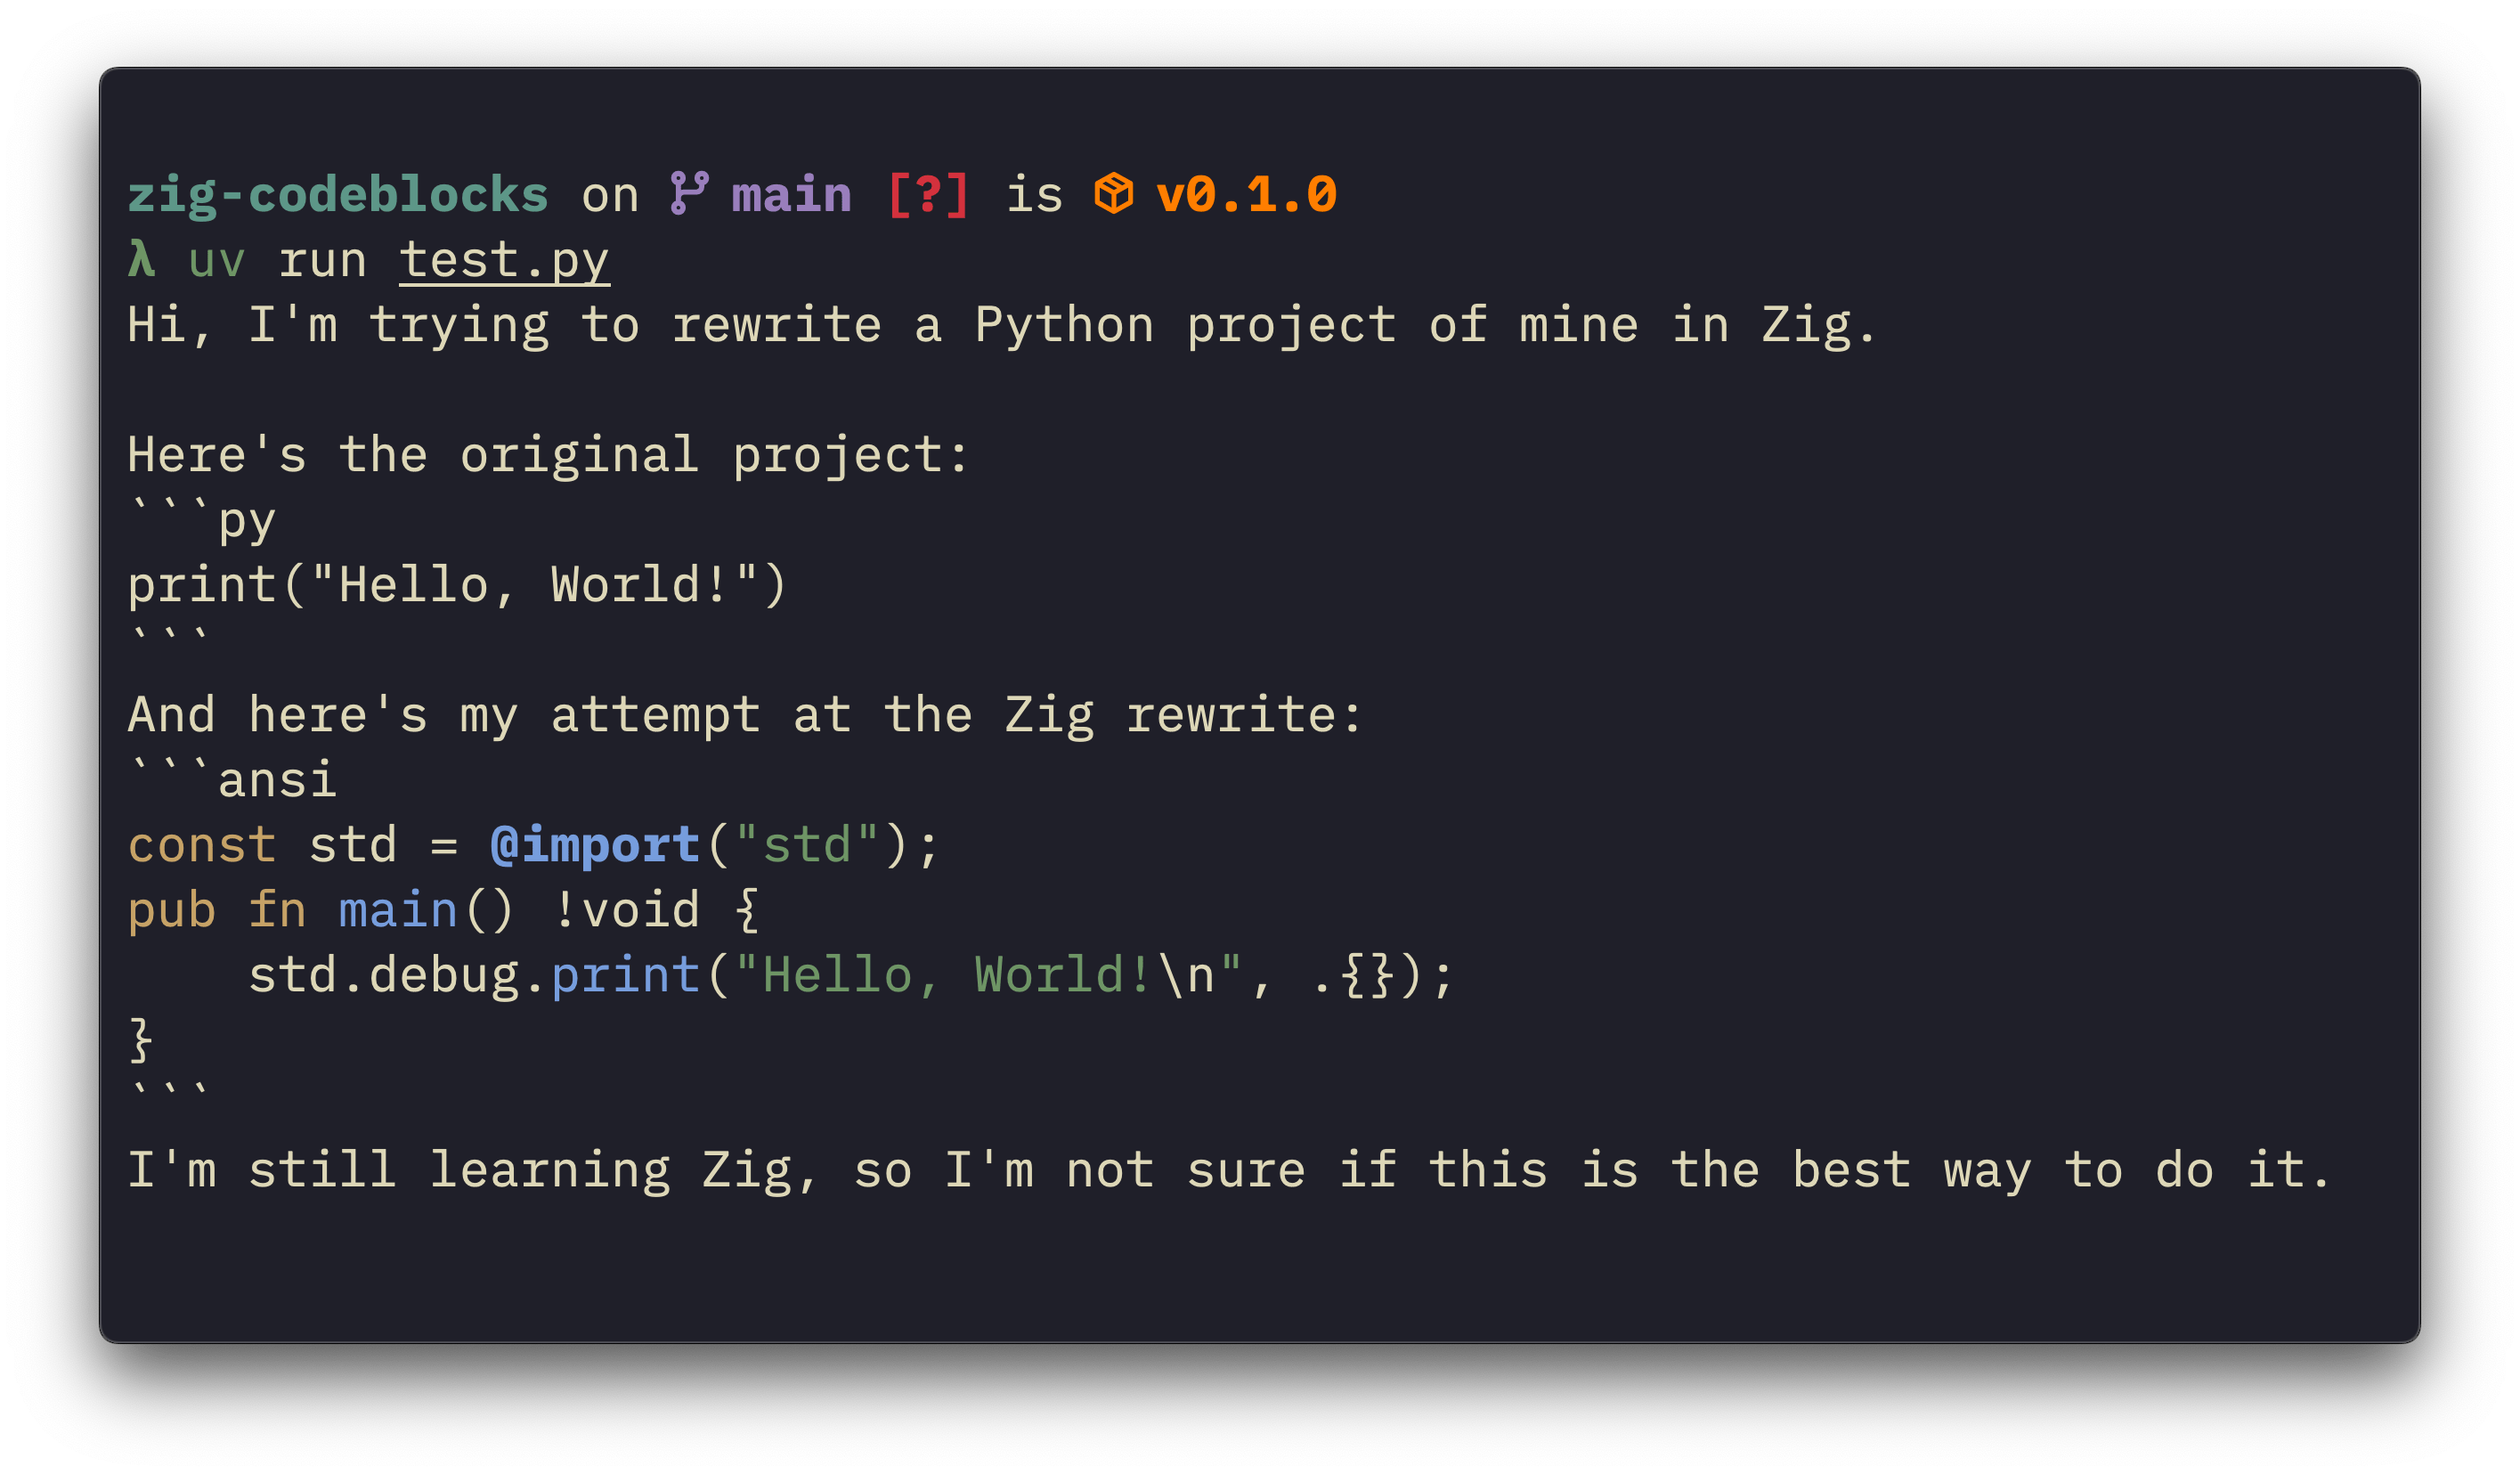 zig-codeblocks on main [?] is v0.1.0
λ uv run test.py
Hi, I'm trying to rewrite a Python project of mine in Zig.

Here's the original project:
```py
print("Hello, World!")
```
And here's my attempt at the Zig rewrite:
```ansi
const std = @import("std");
pub fn main() !void {
    std.debug.print("Hello, World!\n", .{});
}
```
I'm still learning Zig, so I'm not sure if this is the best way to do it.